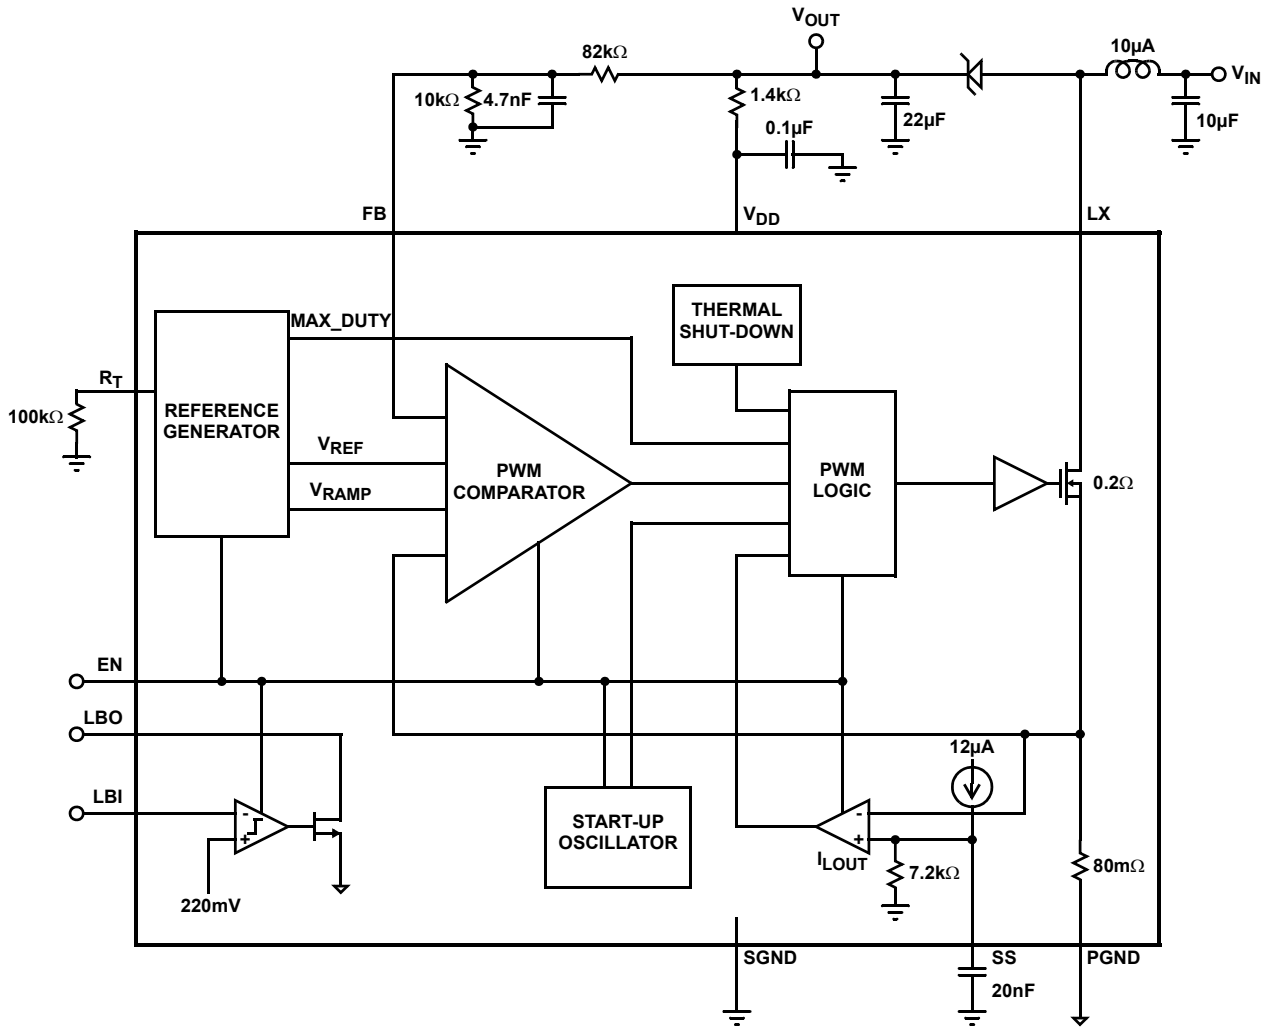 VOUT
82kΩ
10µA
VIN
10kΩ
4.7nF
1.4kΩ
22µF
10µF
0.1µF
FB
VDD
LX
MAX_DUTY
THERMAL
SHUT-DOWN
RT
100kΩ
REFERENCE
GENERATOR
VREF
VRAMP
PWM
COMPARATOR
PWM
LOGIC
0.2Ω
EN
LBO
LBI
12µA
-
+
220mV
START-UP
OSCILLATOR
-
+
ILOUT
7.2kΩ
80mΩ
SGND
SS
PGND
20nF